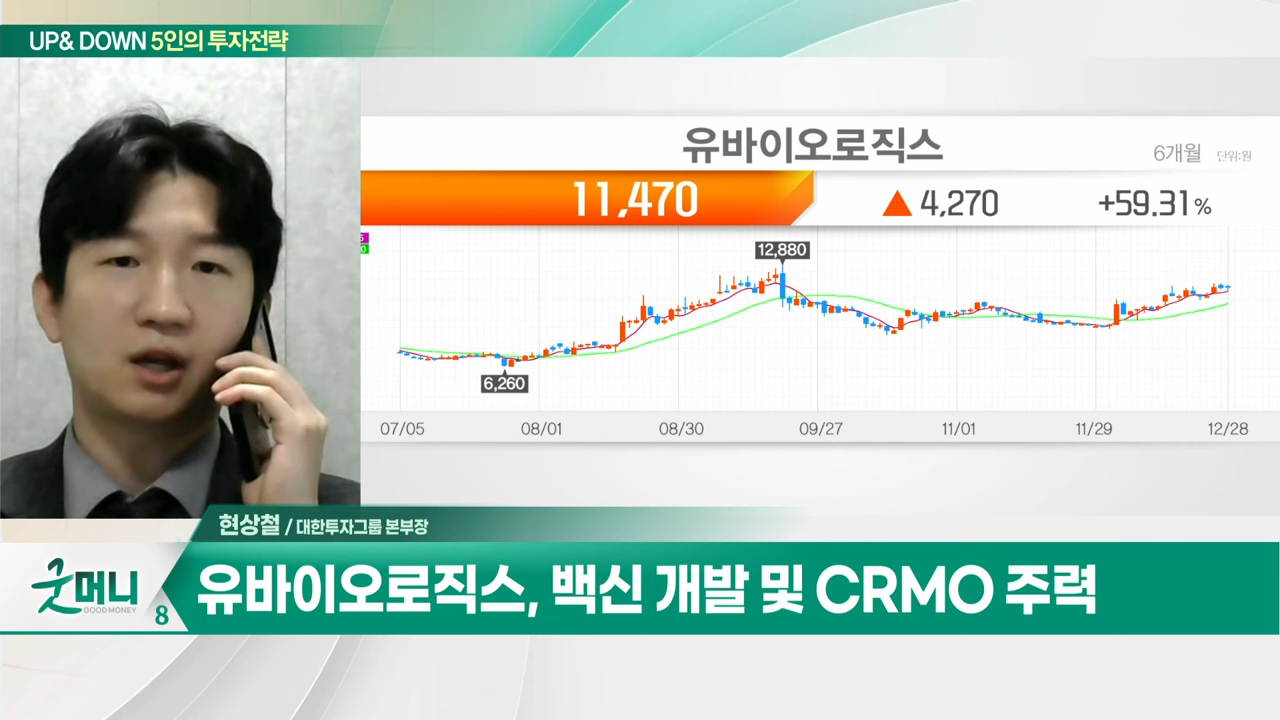 UP& DOWN 5인의 투자전략
유바이오로직스
6개월 단위:원
11,470 ▲ 4,270 +59.31%
12,880
6,260
07/05 08/01 08/30 09/27 11/01 11/29 12/28
현상철 / 대한투자그룹 본부장
굿머니
GOOD MONEY
8
유바이오로직스, 백신 개발 및 CRMO 주력